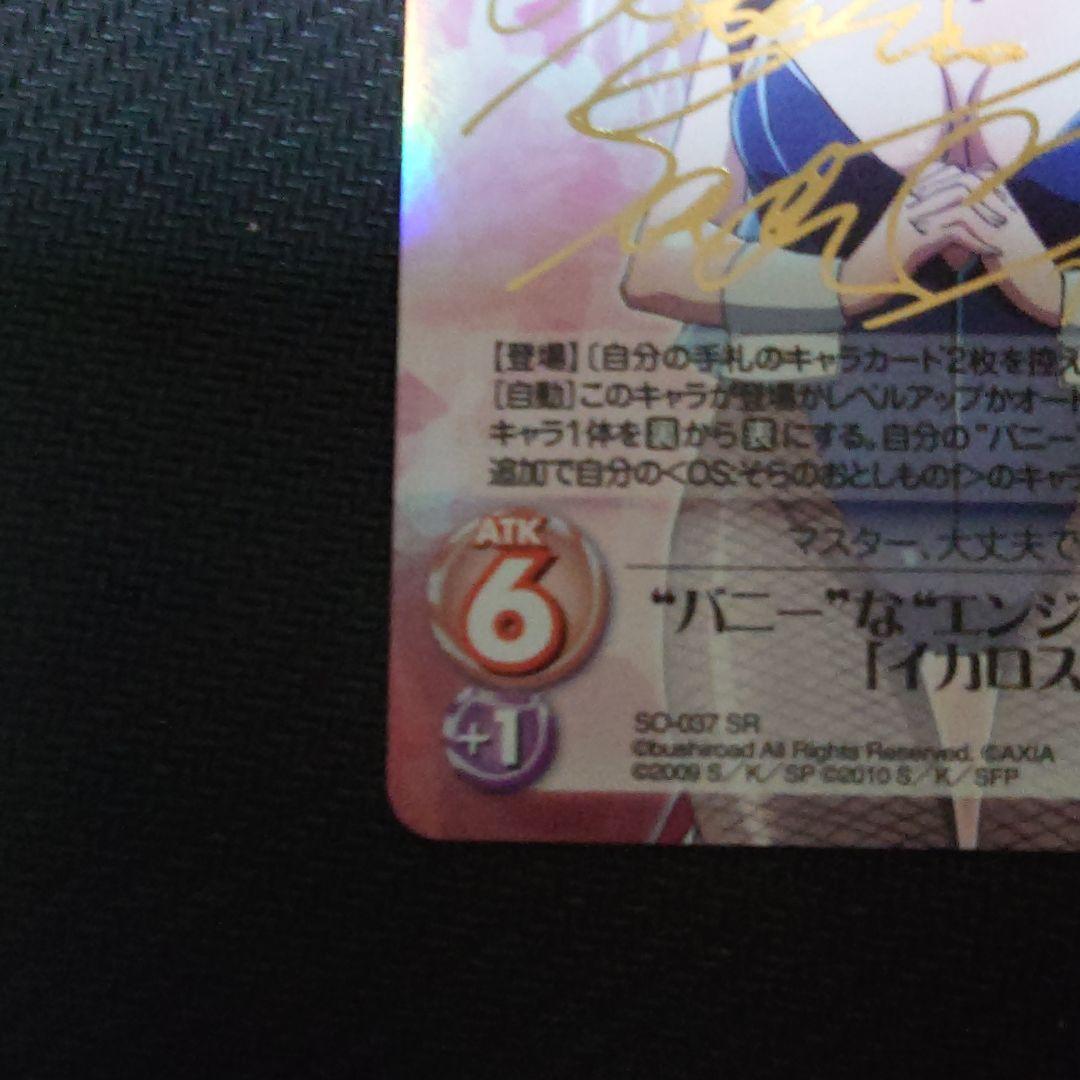 【登場】〔自分の手札のキャラカード2枚を控え
［自動］このキャラが登場かレベルアップかオート
キャラ1体を裏から表にする。自分の“バニー”
追加で自分の<OS:そらのおとしものf>のキャラ
マスター、大丈夫で
ATK
6
“バニー”な“エンジ
「イカロス
+1
SO-037 SR
©bushiroad All Rights Reserved. ©AXIA
©2009 S／K／SP ©2010 S／K／SFP